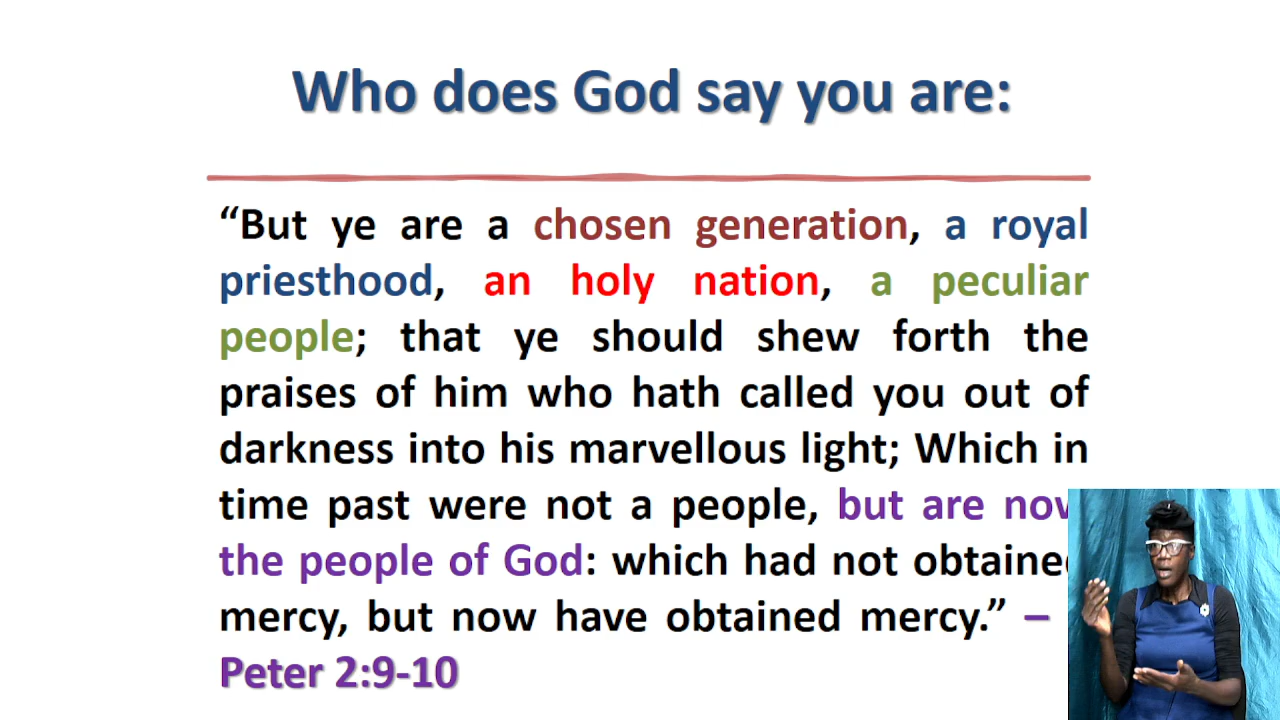 Who does God say you are:
“But ye are a chosen generation, a royal
priesthood, an holy nation, a peculiar
people; that ye should shew forth the
praises of him who hath called you out of
darkness into his marvellous light; Which in
time past were not a people, but are now
the people of God: which had not obtained
mercy, but now have obtained mercy.” –
Peter 2:9-10